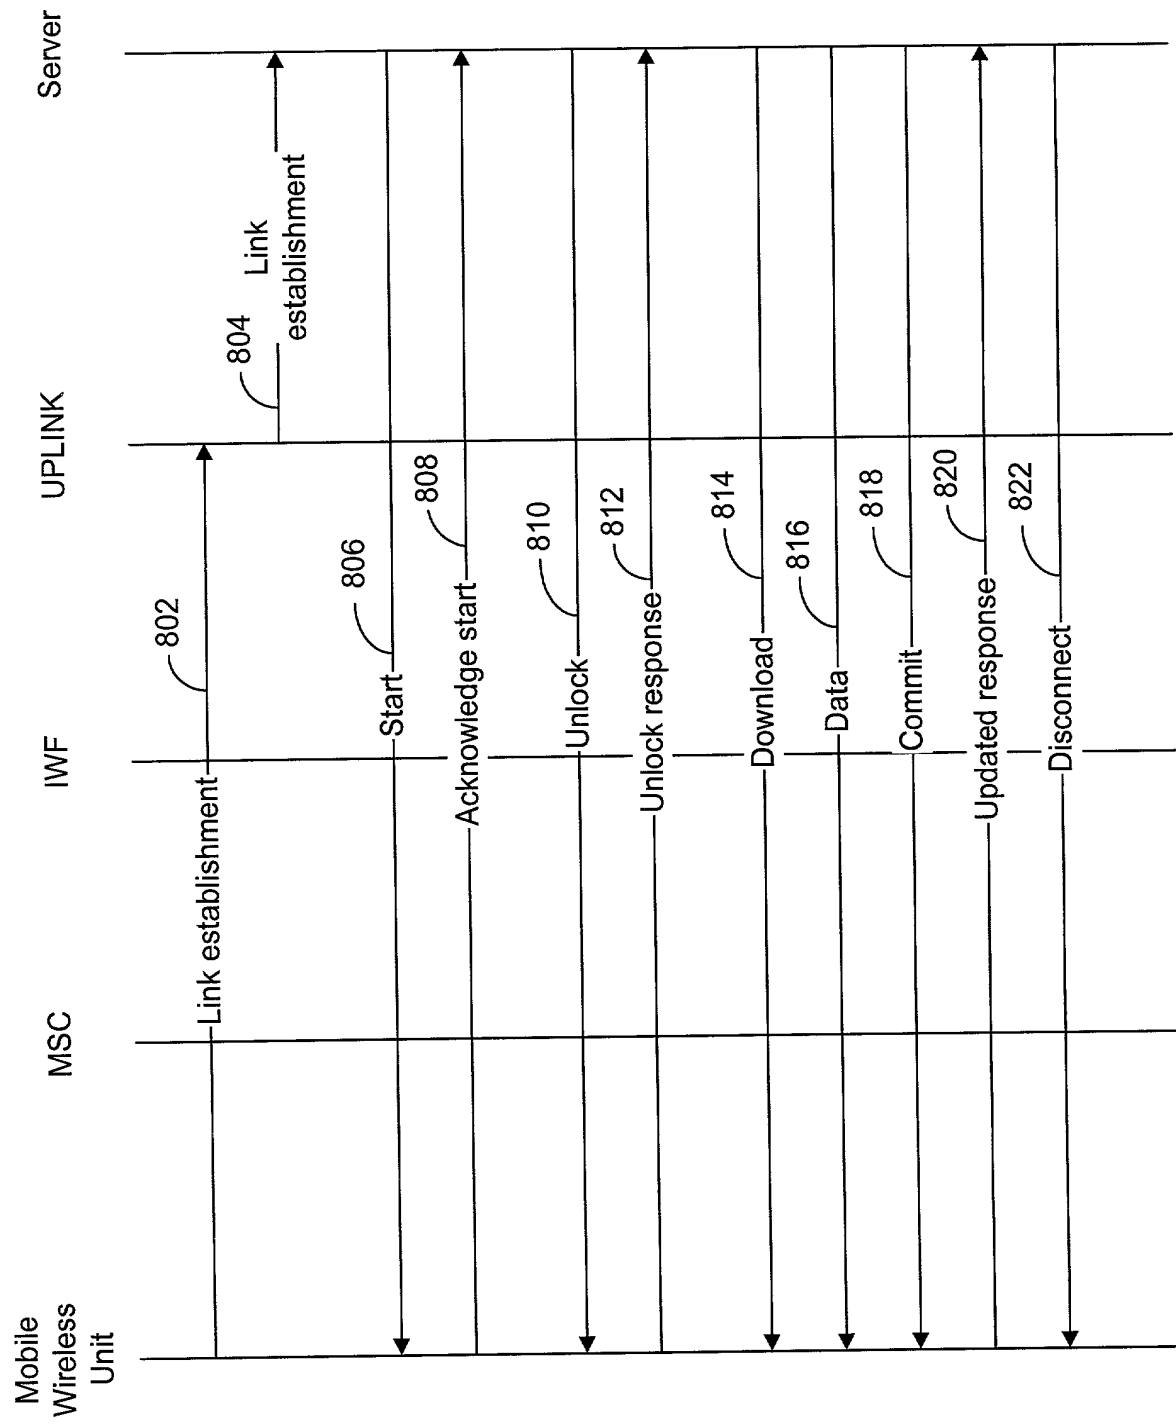 Mobile
Wireless
Unit
MSC
IWF
UPLINK
Server
802
Link establishment
804
Link
establishment
806
Start
808
Acknowledge start
810
Unlock
812
Unlock response
814
Download
816
Data
818
Commit
820
Updated response
822
Disconnect